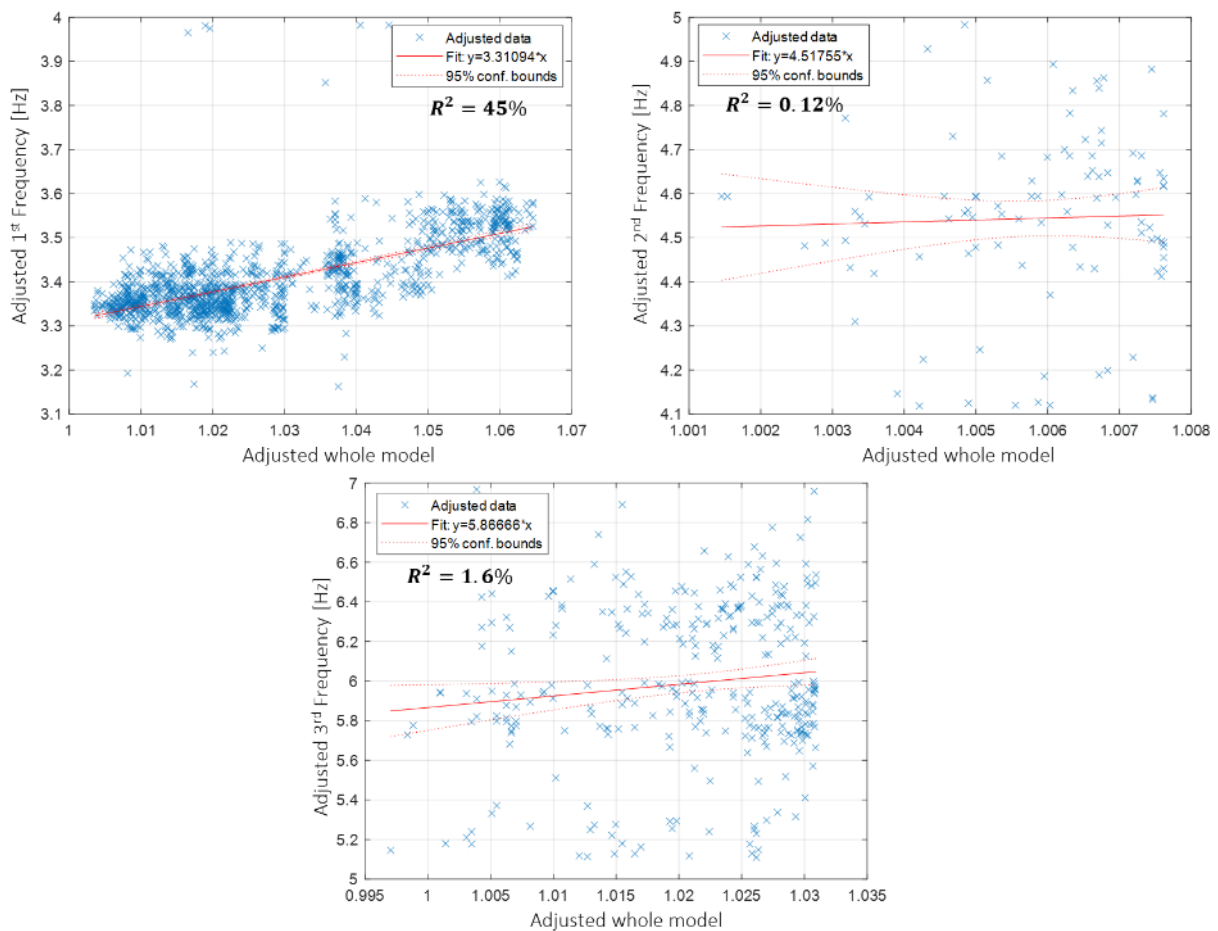 4
3.9
3.8
3.7
3.6
3.5
3.4
3.3
3.2
3.1
Adjusted 1st Frequency [Hz]
Adjusted data
Fit: y=3.31094*x
95% conf. bounds
R² = 45%
1 1.01 1.02 1.03 1.04 1.05 1.06 1.07
Adjusted whole model
5
4.9
4.8
4.7
4.6
4.5
4.4
4.3
4.2
4.1
Adjusted 2nd Frequency [Hz]
Adjusted data
Fit: y=4.51755*x
95% conf. bounds
R² = 0.12%
1.001 1.002 1.003 1.004 1.005 1.006 1.007 1.008
Adjusted whole model
7
6.8
6.6
6.4
6.2
6
5.8
5.6
5.4
5.2
5
Adjusted 3rd Frequency [Hz]
Adjusted data
Fit: y=5.86666*x
95% conf. bounds
R² = 1.6%
0.995 1 1.005 1.01 1.015 1.02 1.025 1.03 1.035
Adjusted whole model